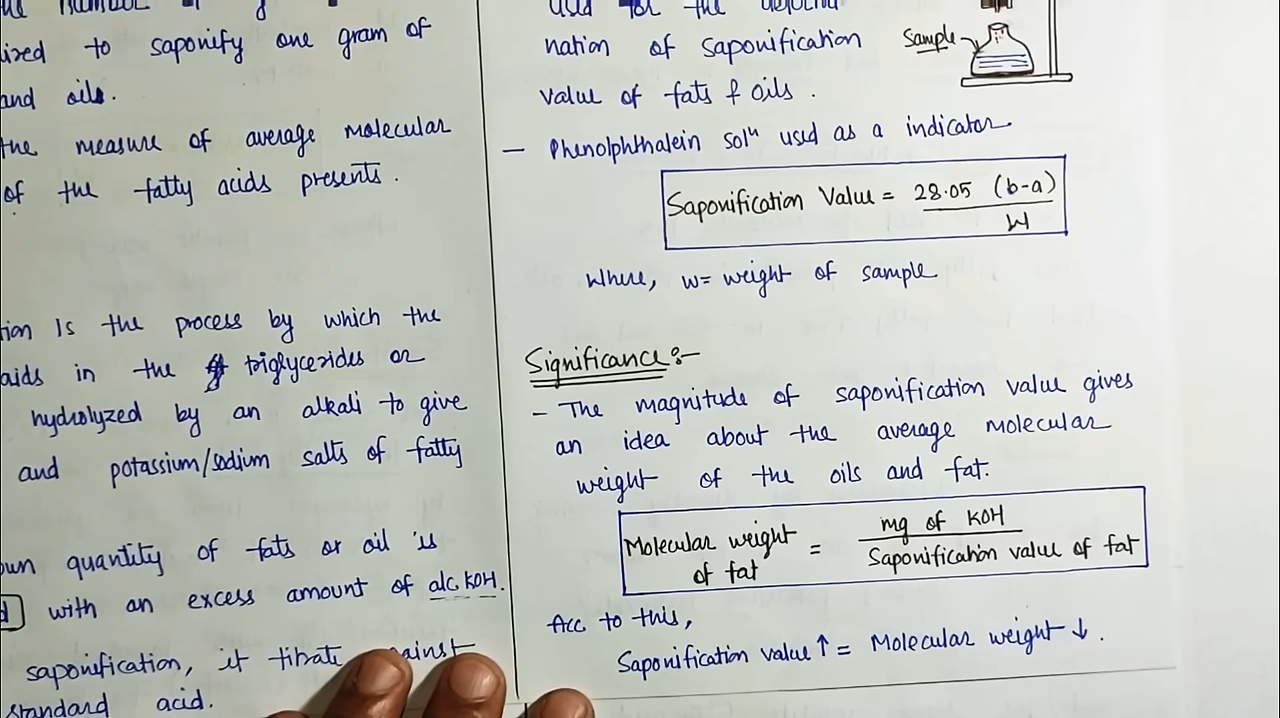 ized to saponify one gram of
and oils.
the measure of average molecular
of the fatty acids presents.
tion Is the process by which the
in the triglycerides or
hydrolyzed by an alkali to give
and potassium/sodium salts of fatty
own quantity of fats or oil is
with an excess amount of alc. KOH.
saponification, it titrate against
standard acid.
used for the
nation of saponification
value of fats & oils.
Sample
- Phenolphthalein solⁿ used as a indicator
Saponification Value = 28.05 (b-a)
W
Where, w= weight of sample
Significance :-
- The magnitude of saponification value gives
an idea about the average molecular
weight of the oils and fat.
Molecular weight of fat = mg of KOH
Saponification value of fat
Acc to this,
Saponification value ↑ = Molecular weight ↓.